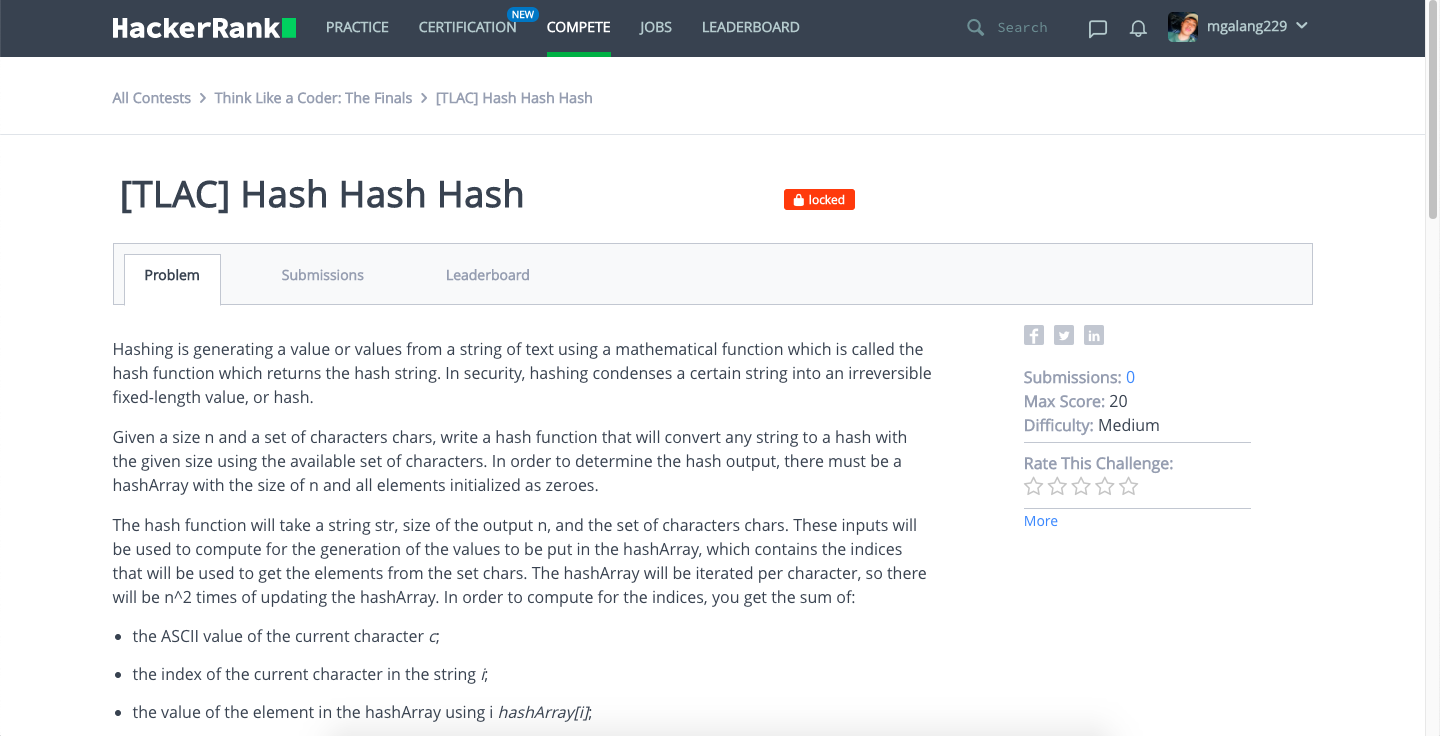 HackerRank
PRACTICE
CERTIFICATION
NEW
COMPETE
JOBS
LEADERBOARD
Search
mgalang229
All Contests > Think Like a Coder: The Finals > [TLAC] Hash Hash Hash
[TLAC] Hash Hash Hash
locked
Problem
Submissions
Leaderboard
Hashing is generating a value or values from a string of text using a mathematical function which is called the
hash function which returns the hash string. In security, hashing condenses a certain string into an irreversible
fixed-length value, or hash.
Given a size n and a set of characters chars, write a hash function that will convert any string to a hash with
the given size using the available set of characters. In order to determine the hash output, there must be a
hashArray with the size of n and all elements initialized as zeroes.
The hash function will take a string str, size of the output n, and the set of characters chars. These inputs will
be used to compute for the generation of the values to be put in the hashArray, which contains the indices
that will be used to get the elements from the set chars. The hashArray will be iterated per character, so there
will be n^2 times of updating the hashArray. In order to compute for the indices, you get the sum of:
• the ASCII value of the current character c;
• the index of the current character in the string i;
• the value of the element in the hashArray using i hashArray[i];
Submissions: 0
Max Score: 20
Difficulty: Medium
Rate This Challenge:
More